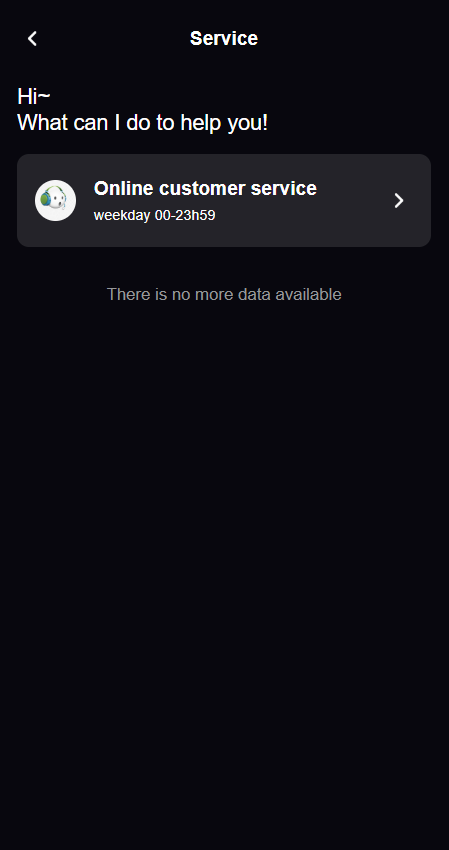 Service
Hi~
What can I do to help you!
Online customer service
weekday 00-23h59
There is no more data available